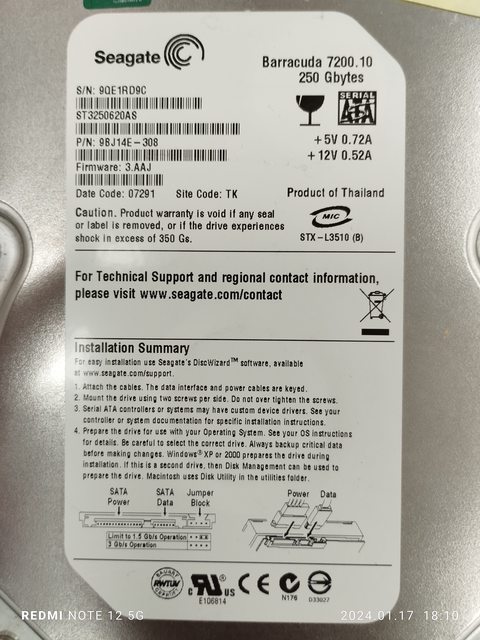 Seagate
Barracuda 7200.10
250 Gbytes
S/N: 9QE1RD9C
SERIAL
ATA
ST3250620AS
+5V 0.72A
P/N: 9BJ14E-308
+12V 0.52A
Firmware: 3.AAJ
Date Code: 07291 Site Code: TK
Product of Thailand
Caution. Product warranty is void if any seal
or label is removed, or if the drive experiences
shock in excess of 350 Gs.
MIC
STX-L3510 (B)
For Technical Support and regional contact information,
please visit www.seagate.com/contact
Installation Summary
For easy installation use Seagate's DiscWizard™ software, available
at www.seagate.com/support.
1. Attach the cables. The data interface and power cables are keyed.
2. Mount the drive using two screws per side. Do not over tighten the screws.
3. Serial ATA controllers or systems may have custom device drivers. See your
controller or system documentation for specific installation instructions.
4. Prepare the drive for use with your Operating System. See your OS instructions
for details. Be careful to select the correct drive. Always backup critical data
before making changes. Windows® XP or 2000 prepares the drive during
installation. If this is a second drive, then Disk Management can be used to
prepare the drive. Macintosh uses Disk Utility in the utilities folder.
SATA Power
SATA Data
Jumper Block
Power Data
Limit to 1.5 Gb/s Operation
3 Gb/s Operation
RWTUV
c RU US
E106814
CE
N176
D33027
REDMI NOTE 12 5G
2024.01.17 18:10